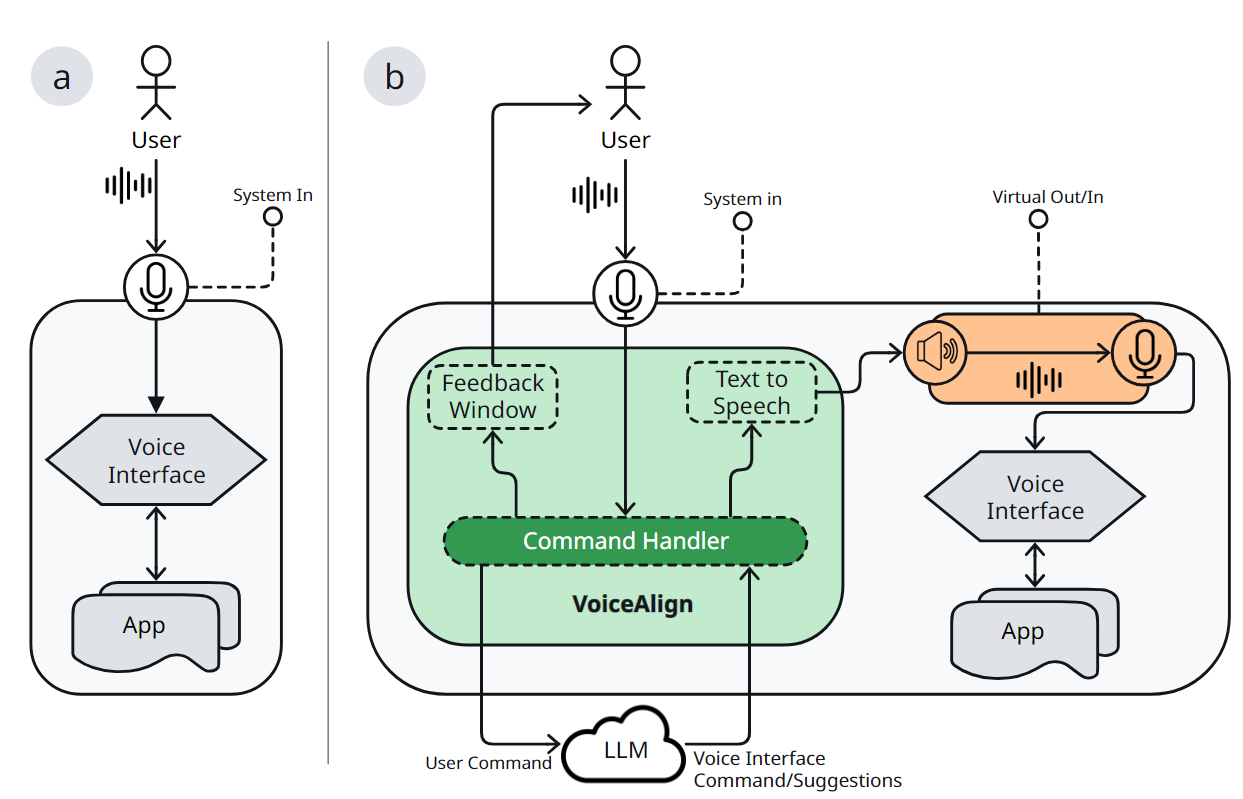 a
User
System In
Voice
Interface
App
b
User
System in
Virtual Out/In
Feedback
Window
Text to
Speech
Command Handler
VoiceAlign
Voice
Interface
App
LLM
User Command
Voice Interface
Command/Suggestions